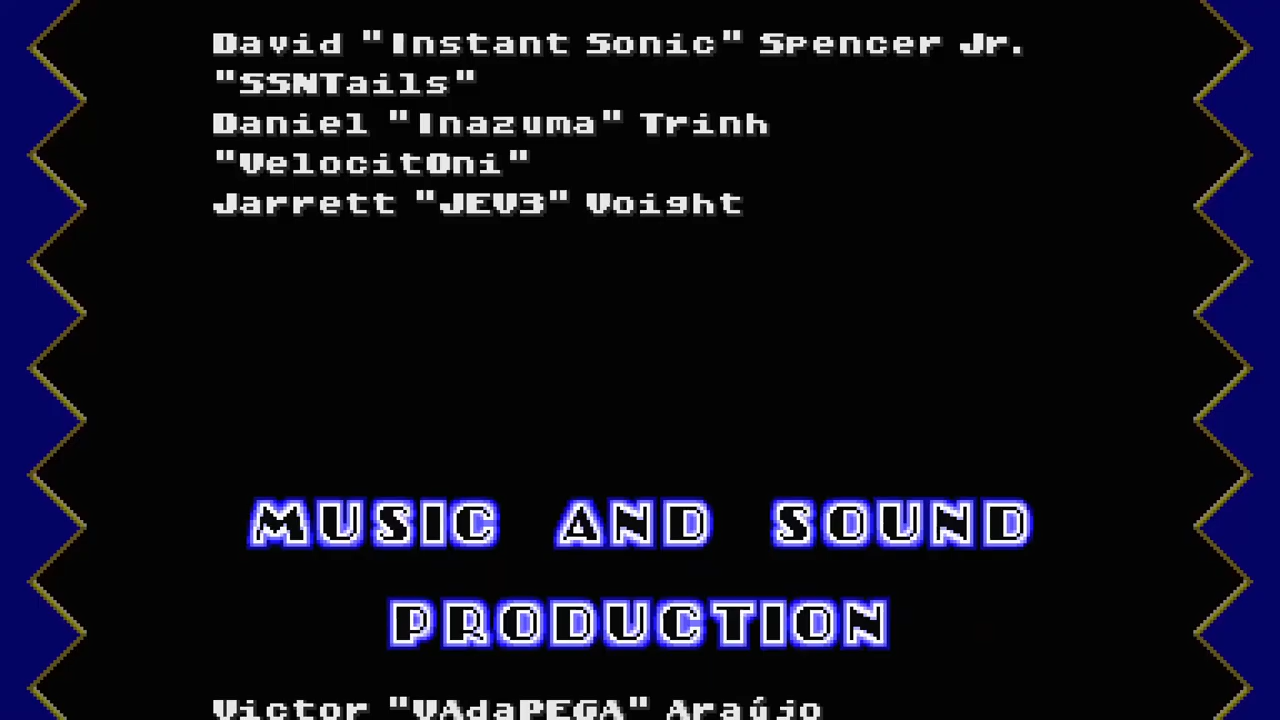 David "Instant Sonic" Spencer Jr.
"SSNTails"
Daniel "Inazuma" Trinh
"VelocitOni"
Jarrett "JEV3" Voight
MUSIC AND SOUND
PRODUCTION
Victor "VAdaPEGA" Araújo